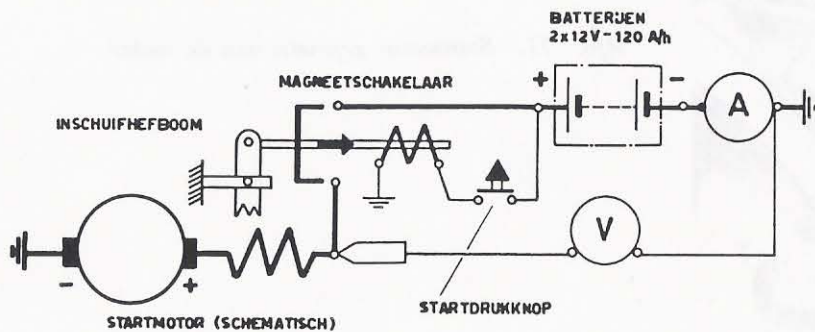 BATTERIJEN
2x12V-120 A/h
MAGNEETSCHAKELAAR
+
-
A
INSCHUIFHEFBOOM
V
-
+
STARTDRUKKNOP
STARTMOTOR (SCHEMATISCH)